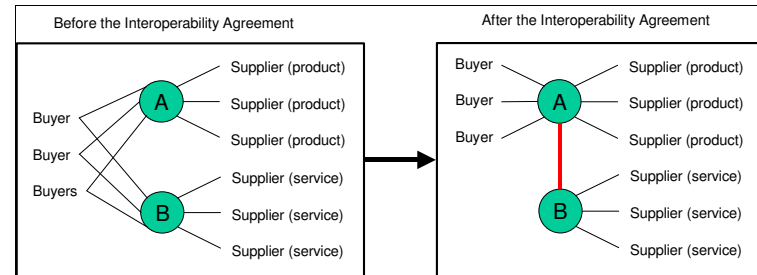 Before the Interoperability Agreement
Supplier (product)
A
Supplier (product)
Buyer
Supplier (product)
Buyer
Buyers
Supplier (service)
B
Supplier (service)
Supplier (service)
After the Interoperability Agreement
Buyer
Supplier (product)
Buyer
A
Supplier (product)
Buyer
Supplier (product)
Supplier (service)
B
Supplier (service)
Supplier (service)